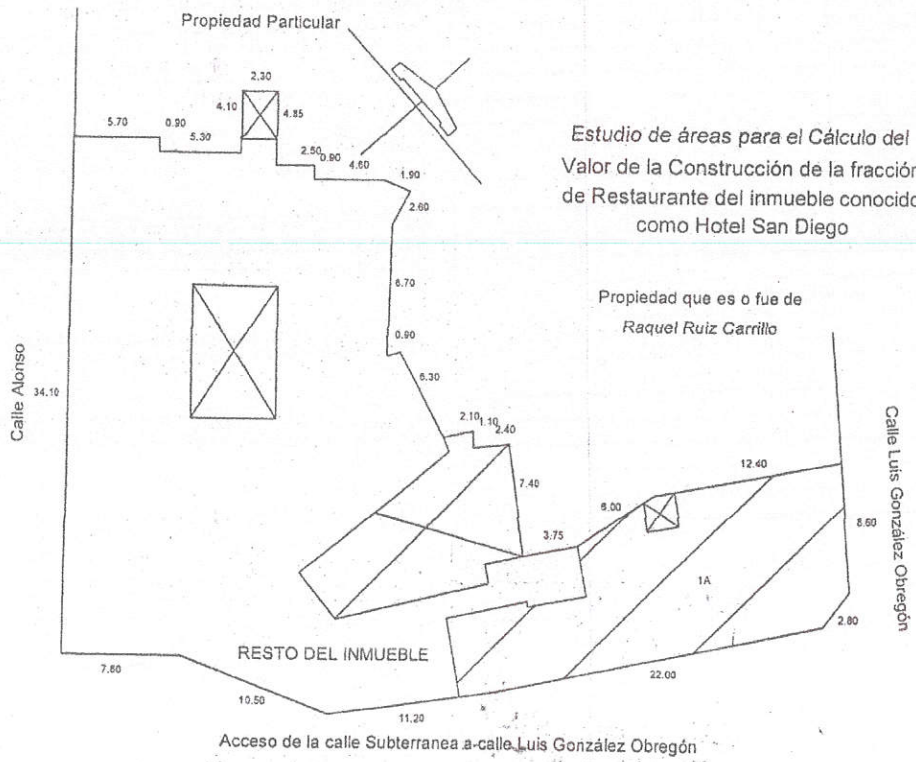 Propiedad Particular
2.30
4.10
4.85
5.70
0.90
5.30
2.50
0.90
4.60
1.90
2.60
Estudio de áreas para el Cálculo del
Valor de la Construcción de la fracción
de Restaurante del inmueble conocido
como Hotel San Diego
6.70
Propiedad que es o fue de
Raquel Ruiz Carrillo
0.90
Calle Alonso
34.10
6.30
2.10
1.10
2.40
7.40
12.40
Calle Luis González Obregón
8.60
6.00
3.75
1A
2.80
RESTO DEL INMUEBLE
7.60
10.50
11.20
22.00
Acceso de la calle Subterranea a calle Luis González Obregón